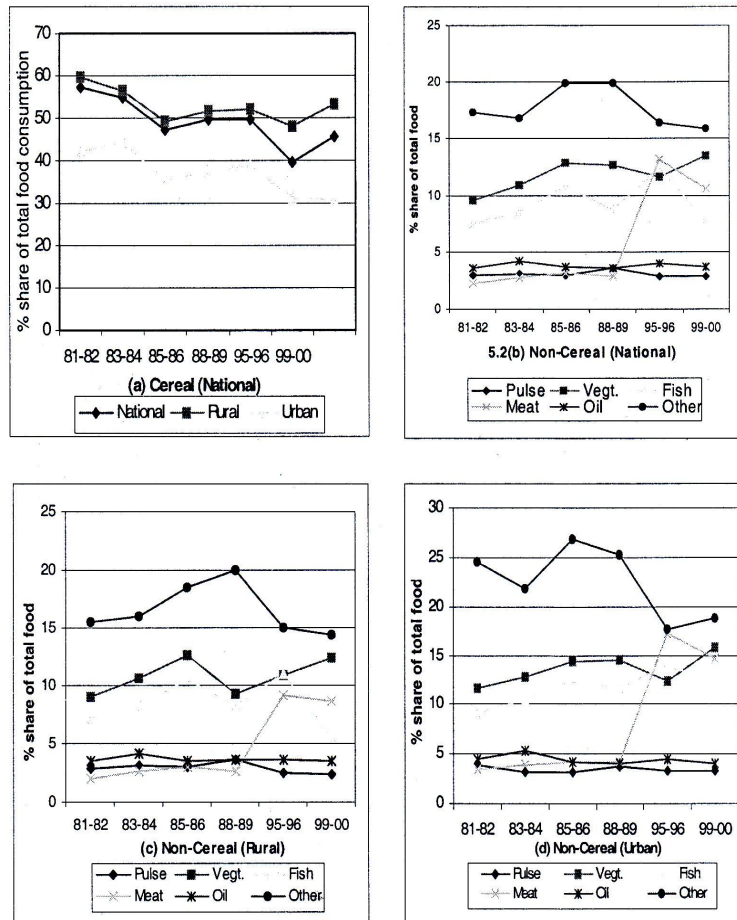 70
60
50
40
30
20
10
0
% share of total food consumption
81-82 83-84 85-86 88-89 95-96 99-00
(a) Cereal (National)
National Rural Urban
25
20
15
10
5
0
% share of total food
81-82 83-84 85-86 88-89 95-96 99-00
5.2(b) Non-Cereal (National)
Pulse Vegt. Fish
Meat Oil Other
25
20
15
10
5
0
% share of total food
81-82 83-84 85-86 88-89 95-96 99-00
(c) Non-Cereal (Rural)
Pulse Vegt. Fish
Meat Oil Other
30
25
20
15
10
5
0
% share of total food
81-82 83-84 85-86 88-89 95-96 99-00
(d) Non-Cereal (Urban)
Pulse Vegt. Fish
Meat Oil Other